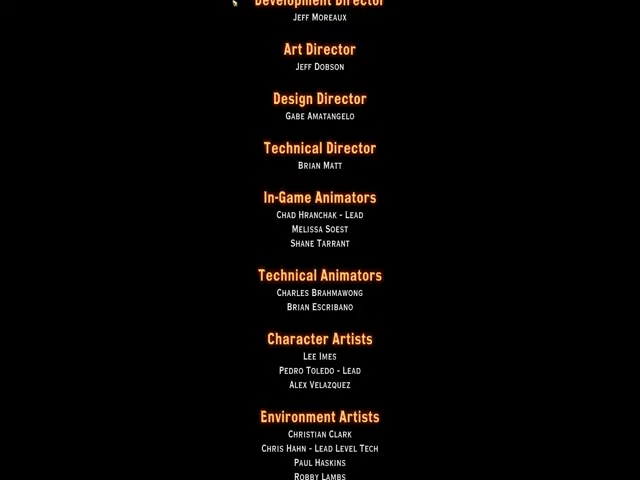 Development Director
Jeff Moreaux
Art Director
Jeff Dobson
Design Director
Gabe Amatangelo
Technical Director
Brian Matt
In-Game Animators
Chad Hranchak - Lead
Melissa Soest
Shane Tarrant
Technical Animators
Charles Brahmawong
Brian Escribano
Character Artists
Lee Imes
Pedro Toledo - Lead
Alex Velazquez
Environment Artists
Christian Clark
Chris Hahn - Lead Level Tech
Paul Haskins
Robby Lambs